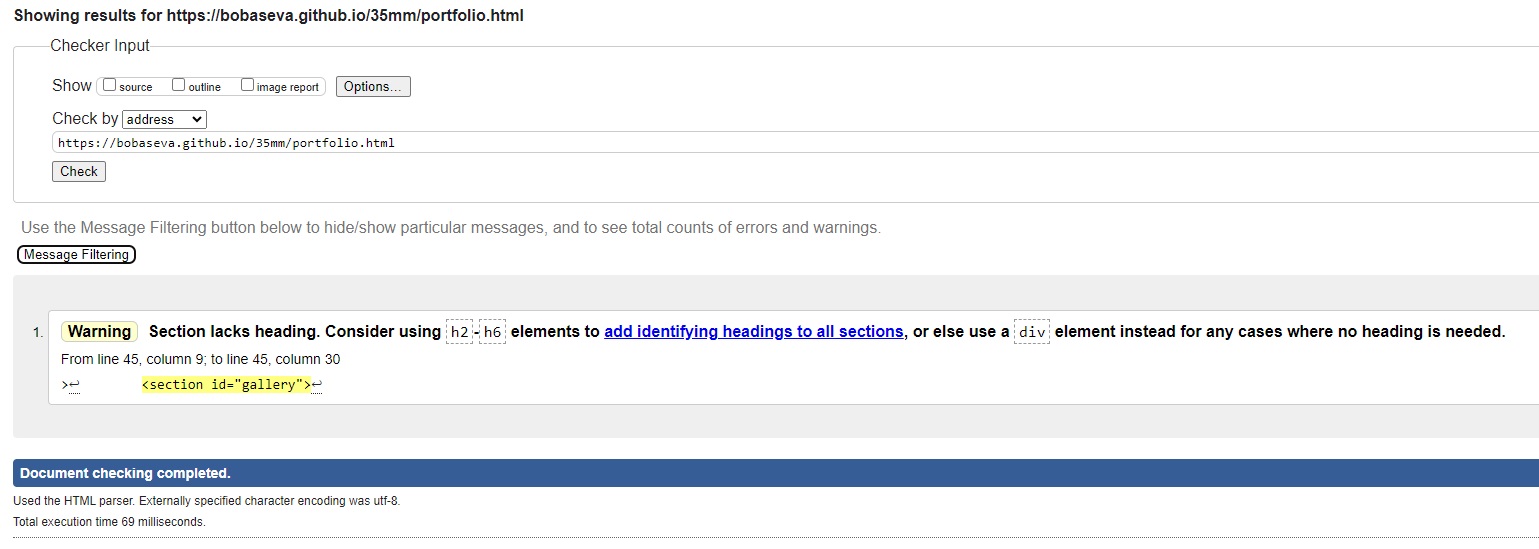 Showing results for https://bobaseva.github.io/35mm/portfolio.html
Checker Input
Show source outline image report Options...
Check by address
https://bobaseva.github.io/35mm/portfolio.html
Check
Use the Message Filtering button below to hide/show particular messages, and to see total counts of errors and warnings.
Message Filtering
1. Warning Section lacks heading. Consider using h2-h6 elements to add identifying headings to all sections, or else use a div element instead for any cases where no heading is needed.
From line 45, column 9; to line 45, column 30
>↩ <section id="gallery">↩
Document checking completed.
Used the HTML parser. Externally specified character encoding was utf-8.
Total execution time 69 milliseconds.